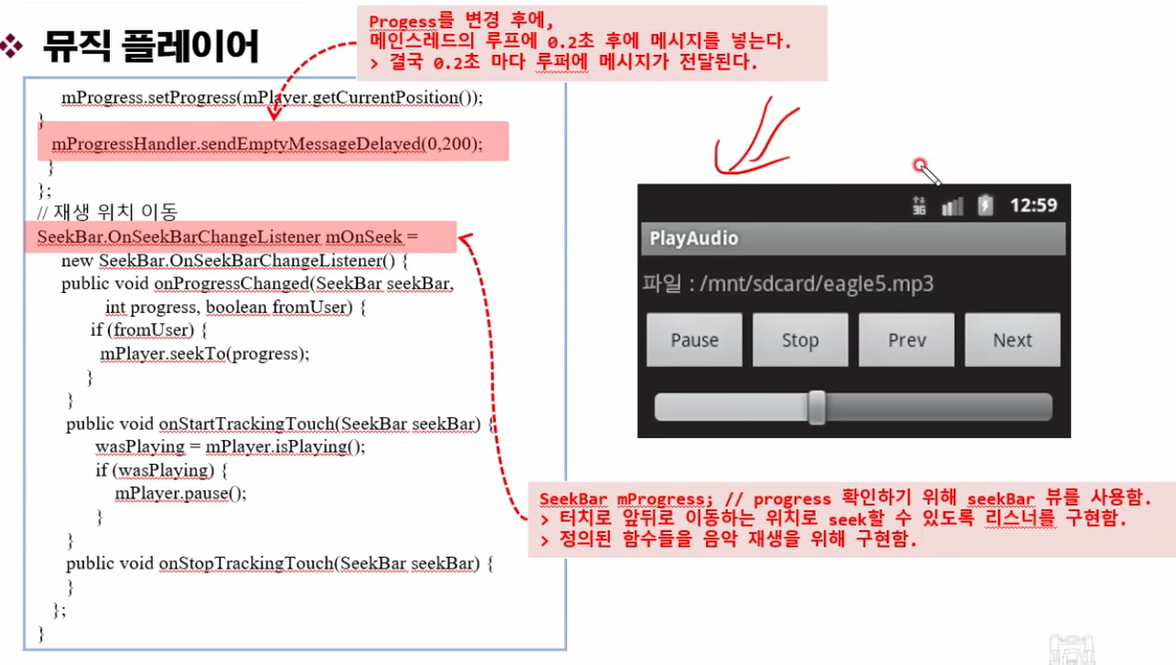 뮤직 플레이어
Progess를 변경 후에,
메인스레드의 루프에 0.2초 후에 메시지를 넣는다.
> 결국 0.2초 마다 루퍼에 메시지가 전달된다.
mProgress.setProgress(mPlayer.getCurrentPosition());
}
mProgressHandler.sendEmptyMessageDelayed(0,200);
}
};
// 재생 위치 이동
SeekBar.OnSeekBarChangeListener mOnSeek =
new SeekBar.OnSeekBarChangeListener() {
public void onProgressChanged(SeekBar seekBar,
int progress, boolean fromUser) {
if (fromUser) {
mPlayer.seekTo(progress);
}
}
public void onStartTrackingTouch(SeekBar seekBar) {
wasPlaying = mPlayer.isPlaying();
if (wasPlaying) {
mPlayer.pause();
}
}
public void onStopTrackingTouch(SeekBar seekBar) {
}
};
}
3G 12:59
PlayAudio
파일 : /mnt/sdcard/eagle5.mp3
Pause Stop Prev Next
SeekBar mProgress; // progress 확인하기 위해 seekBar 뷰를 사용함.
> 터치로 앞뒤로 이동하는 위치로 seek할 수 있도록 리스너를 구현함.
> 정의된 함수들을 음악 재생을 위해 구현함.